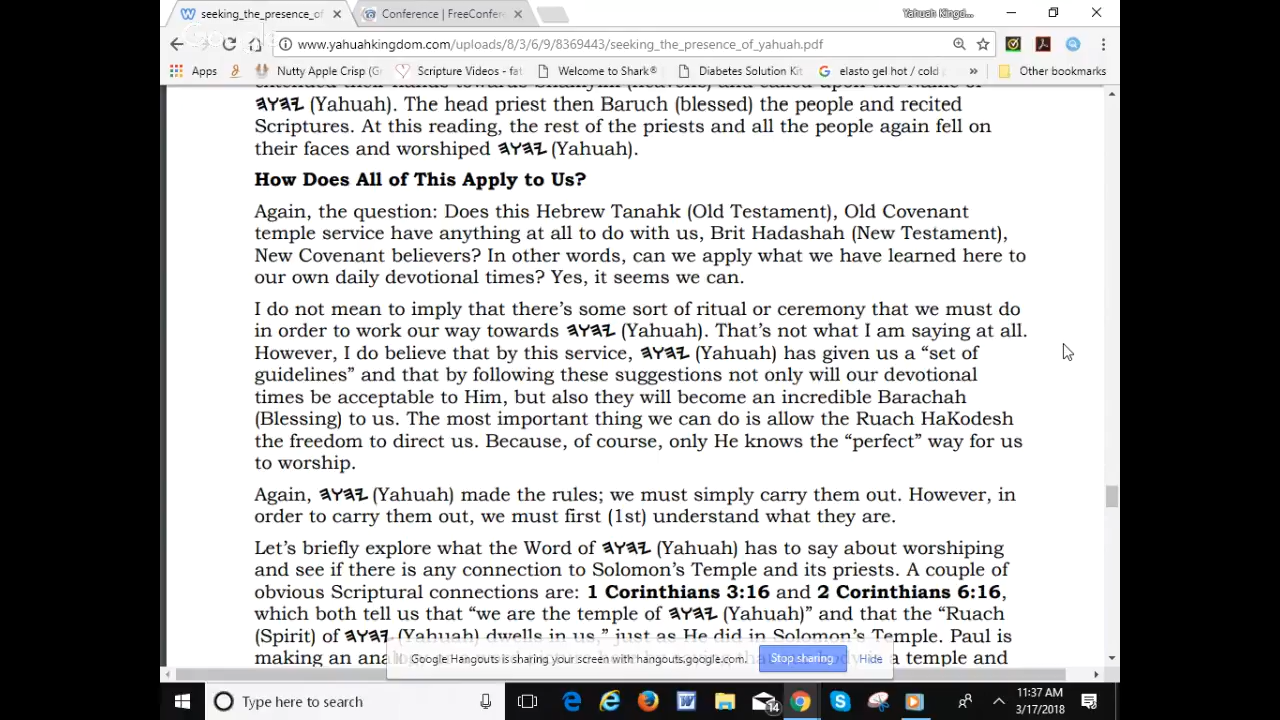 seeking_the_presence_of
Conference | FreeConfer
Yahuah Kingd...
www.yahuahkingdom.com/uploads/8/3/6/9/8369443/seeking_the_presence_of_yahuah.pdf
Apps Nutty Apple Crisp (Gr Scripture Videos - fat Welcome to Shark® Diabetes Solution Kit elasto gel hot / cold » Other bookmarks
extended their hands towards (heavens) and called upon the Name of
𐤉𐤄𐤅𐤄 (Yahuah). The head priest then Baruch (blessed) the people and recited
Scriptures. At this reading, the rest of the priests and all the people again fell on
their faces and worshiped 𐤉𐤄𐤅𐤄 (Yahuah).
How Does All of This Apply to Us?
Again, the question: Does this Hebrew Tanahk (Old Testament), Old Covenant
temple service have anything at all to do with us, Brit Hadashah (New Testament),
New Covenant believers? In other words, can we apply what we have learned here to
our own daily devotional times? Yes, it seems we can.
I do not mean to imply that there's some sort of ritual or ceremony that we must do
in order to work our way towards 𐤉𐤄𐤅𐤄 (Yahuah). That's not what I am saying at all.
However, I do believe that by this service, 𐤉𐤄𐤅𐤄 (Yahuah) has given us a “set of
guidelines” and that by following these suggestions not only will our devotional
times be acceptable to Him, but also they will become an incredible Barachah
(Blessing) to us. The most important thing we can do is allow the Ruach HaKodesh
the freedom to direct us. Because, of course, only He knows the “perfect” way for us
to worship.
Again, 𐤉𐤄𐤅𐤄 (Yahuah) made the rules; we must simply carry them out. However, in
order to carry them out, we must first (1st) understand what they are.
Let's briefly explore what the Word of 𐤉𐤄𐤅𐤄 (Yahuah) has to say about worshiping
and see if there is any connection to Solomon's Temple and its priests. A couple of
obvious Scriptural connections are: 1 Corinthians 3:16 and 2 Corinthians 6:16,
which both tell us that “we are the temple of 𐤉𐤄𐤅𐤄 (Yahuah)” and that the “Ruach
(Spirit) of 𐤉𐤄𐤅𐤄 (Yahuah) dwells in us,” just as He did in Solomon's Temple. Paul is
making an a temple and
Google Hangouts is sharing your screen with hangouts.google.com. Stop sharing Hide
Type here to search
14
11:37 AM
3/17/2018